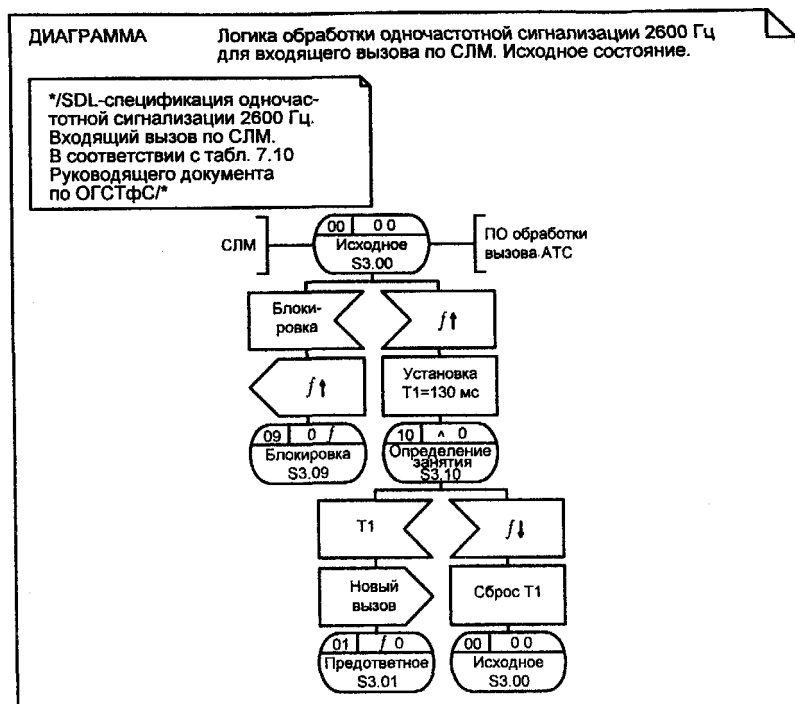 ДИАГРАММА
Логика обработки одночастотной сигнализации 2600 Гц
для входящего вызова по СЛМ. Исходное состояние.
*/SDL-спецификация одночас-
тотной сигнализации 2600 Гц.
Входящий вызов по СЛМ.
В соответствии с табл. 7.10
Руководящего документа
по ОГСТфС/*
СЛМ
00 0 0
Исходное
S3.00
ПО обработки
вызова АТС
Блоки-
ровка
f↑
f↑
Установка
T1=130 мс
09 0 f
Блокировка
S3.09
10 ^ 0
Определение
занятия
S3.10
T1
f↓
Новый
вызов
Сброс T1
01 f 0
Предответное
S3.01
00 0 0
Исходное
S3.00